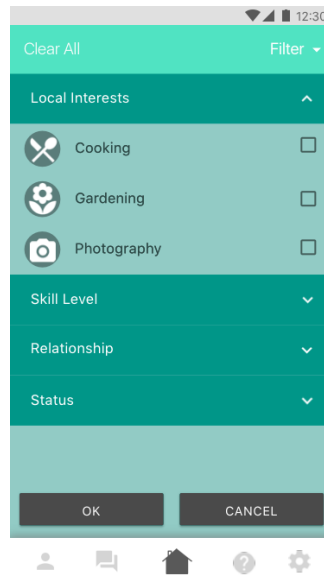 12:30
Clear All Filter
Local Interests
Cooking
Gardening
Photography
Skill Level
Relationship
Status
OK CANCEL
?